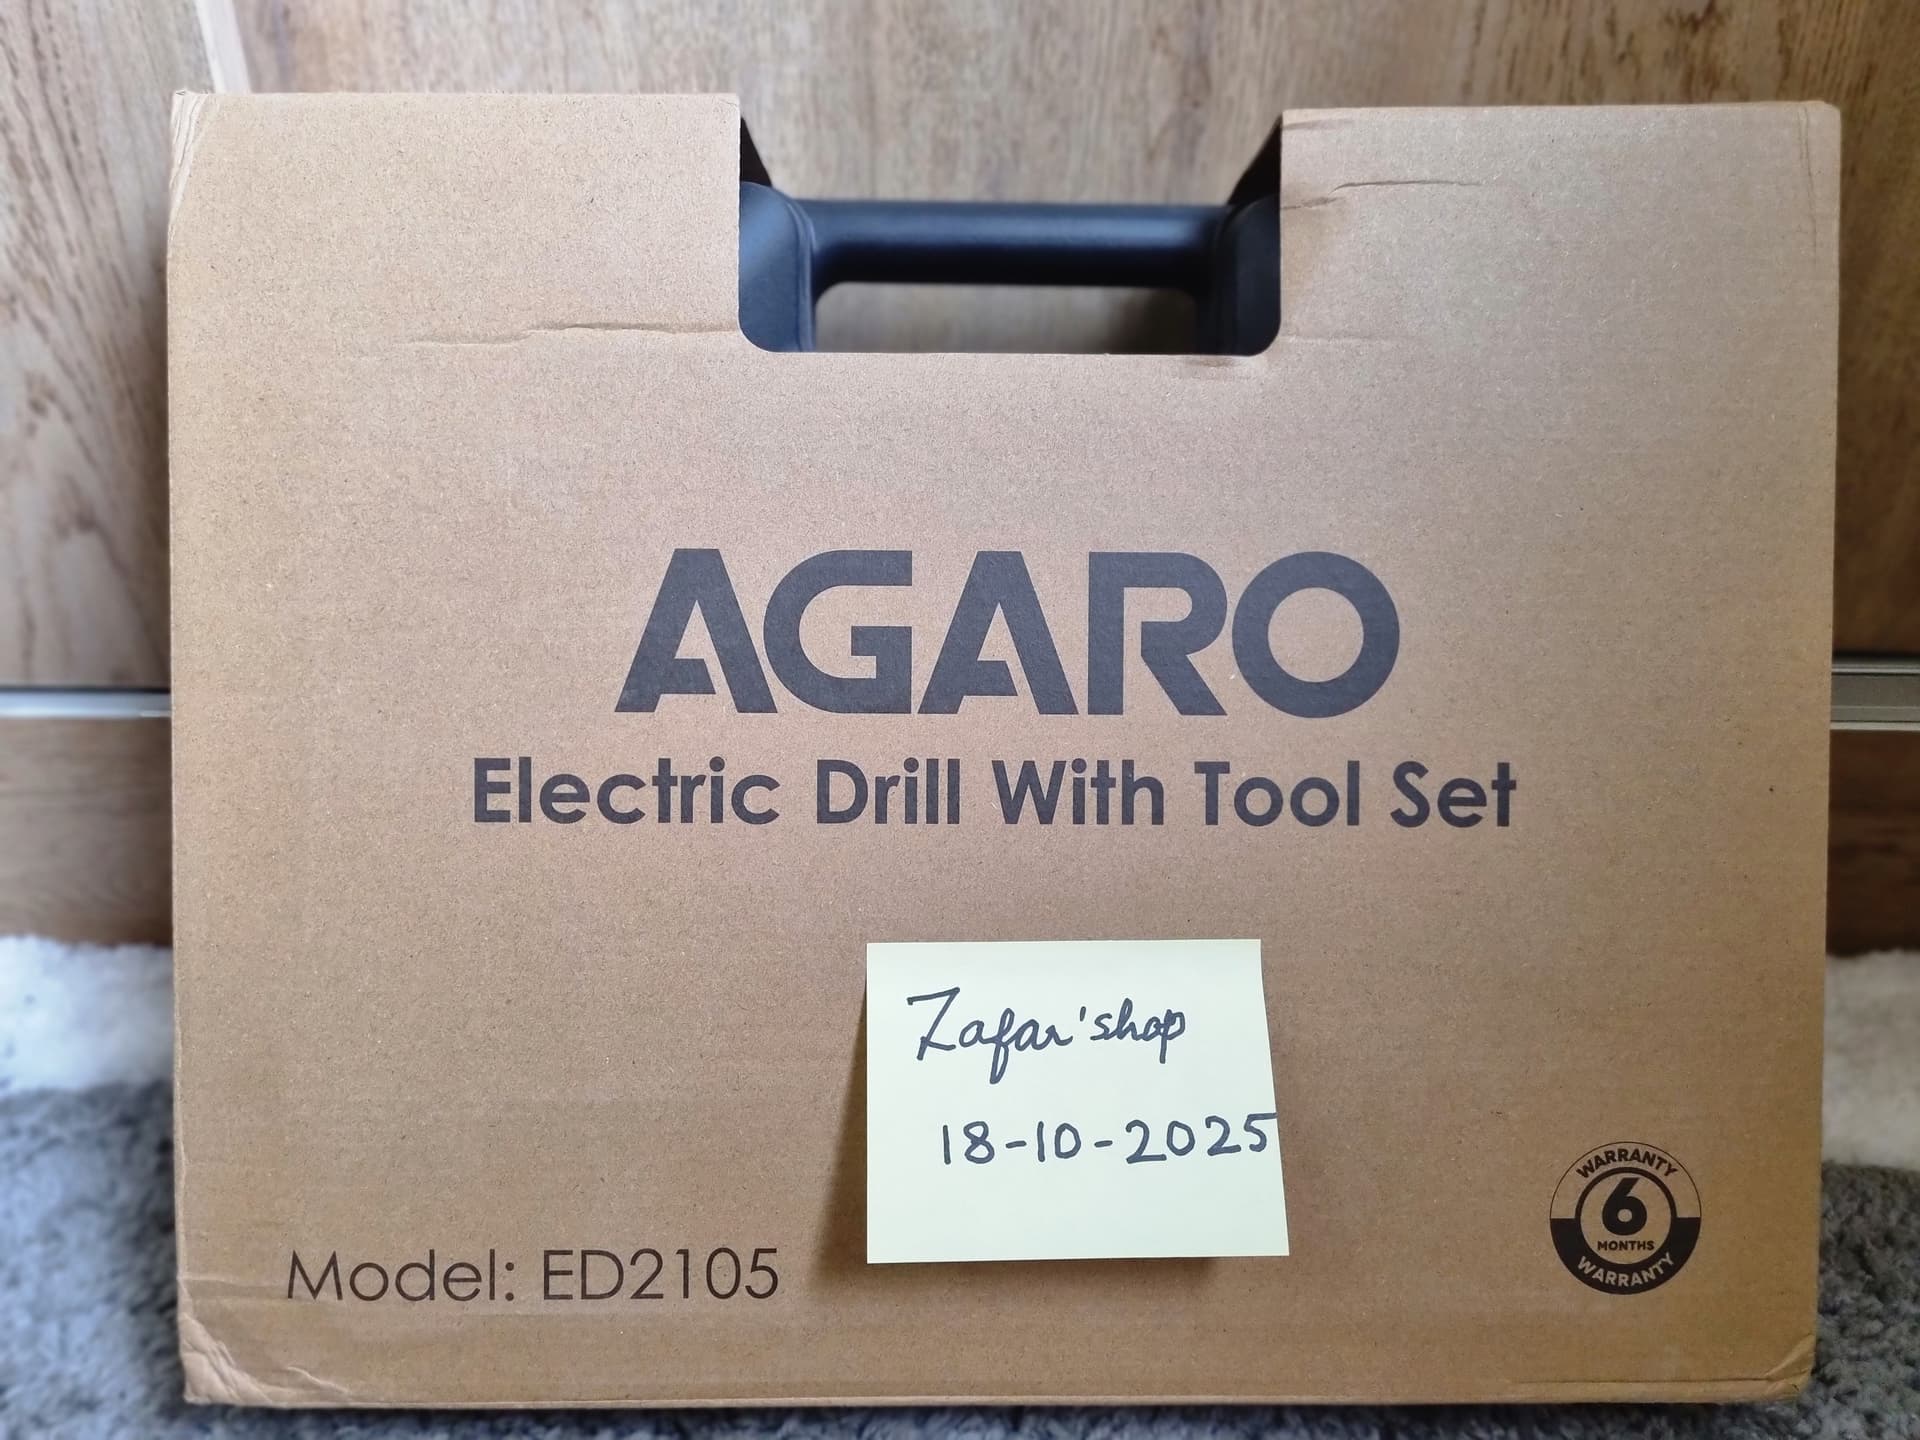 AGARO
Electric Drill With Tool Set
Zafar'shop
18-10-2025
Model: ED2105
WARRANTY
6
MONTHS
WARRANTY